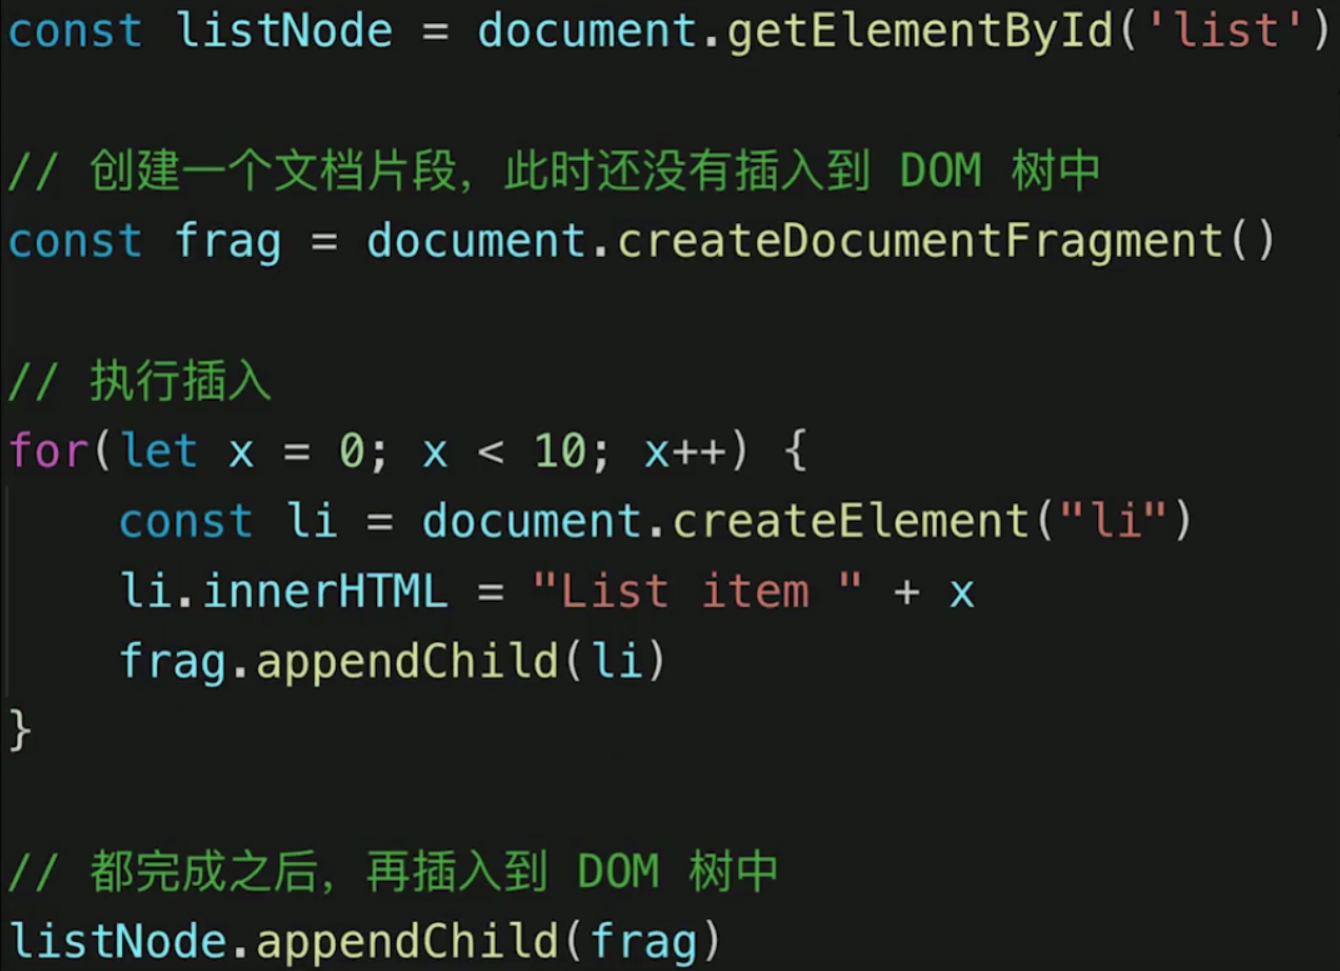 const listNode = document.getElementById('list')
// 创建一个文档片段，此时还没有插入到 DOM 树中
const frag = document.createDocumentFragment()
// 执行插入
for(let x = 0; x < 10; x++) {
    const li = document.createElement("li")
    li.innerHTML = "List item " + x
    frag.appendChild(li)
}
// 都完成之后，再插入到 DOM 树中
listNode.appendChild(frag)